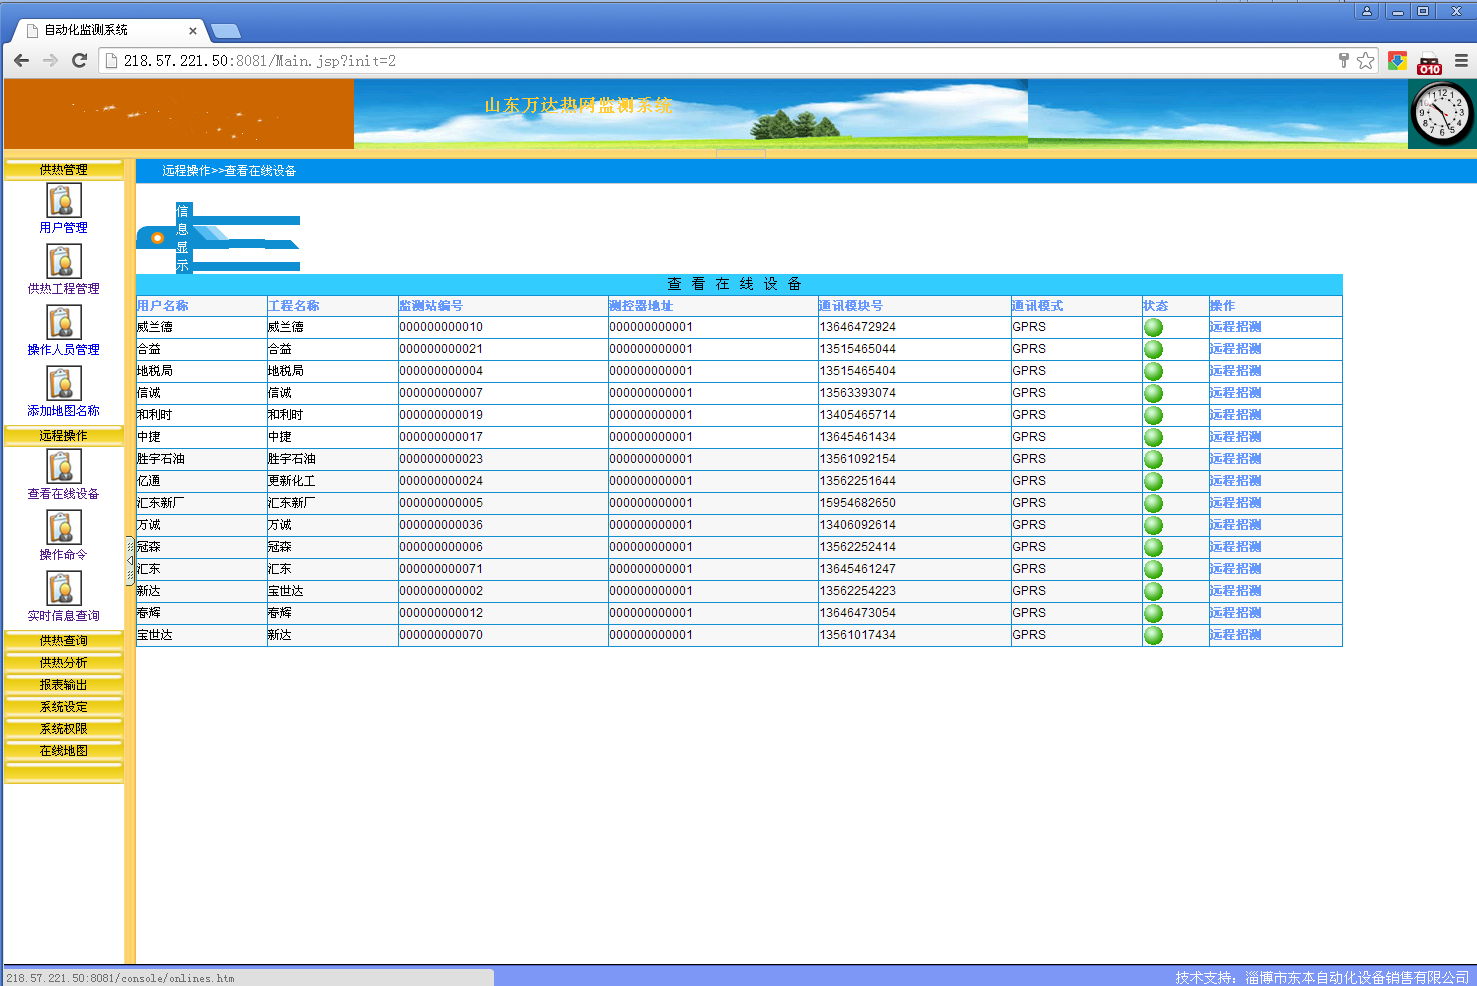 自动化监测系统
218.57.221.50:8081/Main.jsp?init=2
010
山东万达热网监测系统
供热管理
用户管理
供热工程管理
操作人员管理
添加地图名称
远程操作
查看在线设备
操作命令
实时信息查询
供热查询
供热分析
报表输出
系统设定
系统权限
在线地图
远程操作>>查看在线设备
信息显示
查 看 在 线 设 备
用户名称 工程名称 监测站编号 测控器地址 通讯模块号 通讯模式 状态 操作
威兰德 威兰德 000000000010 000000000001 13646472924 GPRS 远程招测
合益 合益 000000000021 000000000001 13515465044 GPRS 远程招测
地税局 地税局 000000000004 000000000001 13515465404 GPRS 远程招测
信诚 信诚 000000000007 000000000001 13563393074 GPRS 远程招测
和利时 和利时 000000000019 000000000001 13405465714 GPRS 远程招测
中捷 中捷 000000000017 000000000001 13645461434 GPRS 远程招测
胜宇石油 胜宇石油 000000000023 000000000001 13561092154 GPRS 远程招测
亿通 更新化工 000000000024 000000000001 13562251644 GPRS 远程招测
汇东新厂 汇东新厂 000000000005 000000000001 15954682650 GPRS 远程招测
万诚 万诚 000000000036 000000000001 13406092614 GPRS 远程招测
冠森 冠森 000000000006 000000000001 13562252414 GPRS 远程招测
汇东 汇东 000000000071 000000000001 13645461247 GPRS 远程招测
新达 宝世达 000000000002 000000000001 13562254223 GPRS 远程招测
春辉 春辉 000000000012 000000000001 13646473054 GPRS 远程招测
宝世达 新达 000000000070 000000000001 13561017434 GPRS 远程招测
218.57.221.50:8081/console/onlines.htm
技术支持：淄博市东本自动化设备销售有限公司